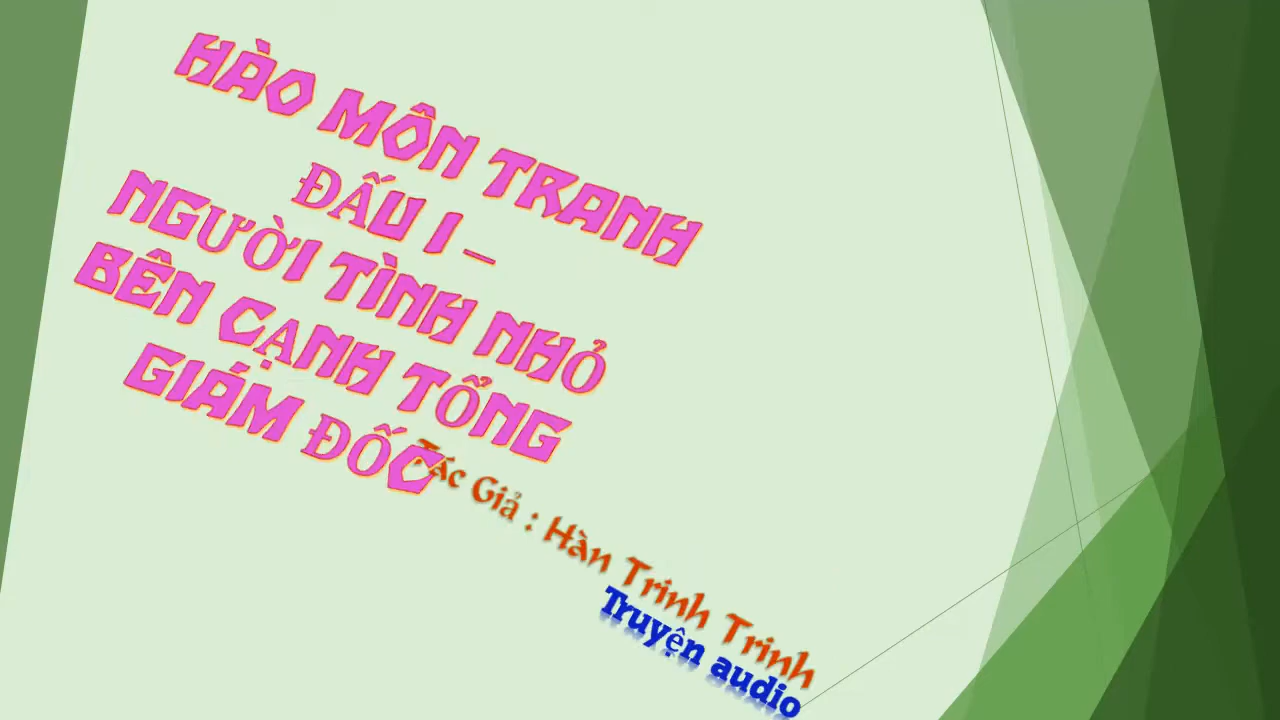 HÀO MÔN TRANH
ĐẤU I –
NGƯỜI TÌNH NHỎ
BÊN CẠNH TỔNG
GIÁM ĐỐC
Tác Giả : Hàn Trinh Trinh
Truyện audio